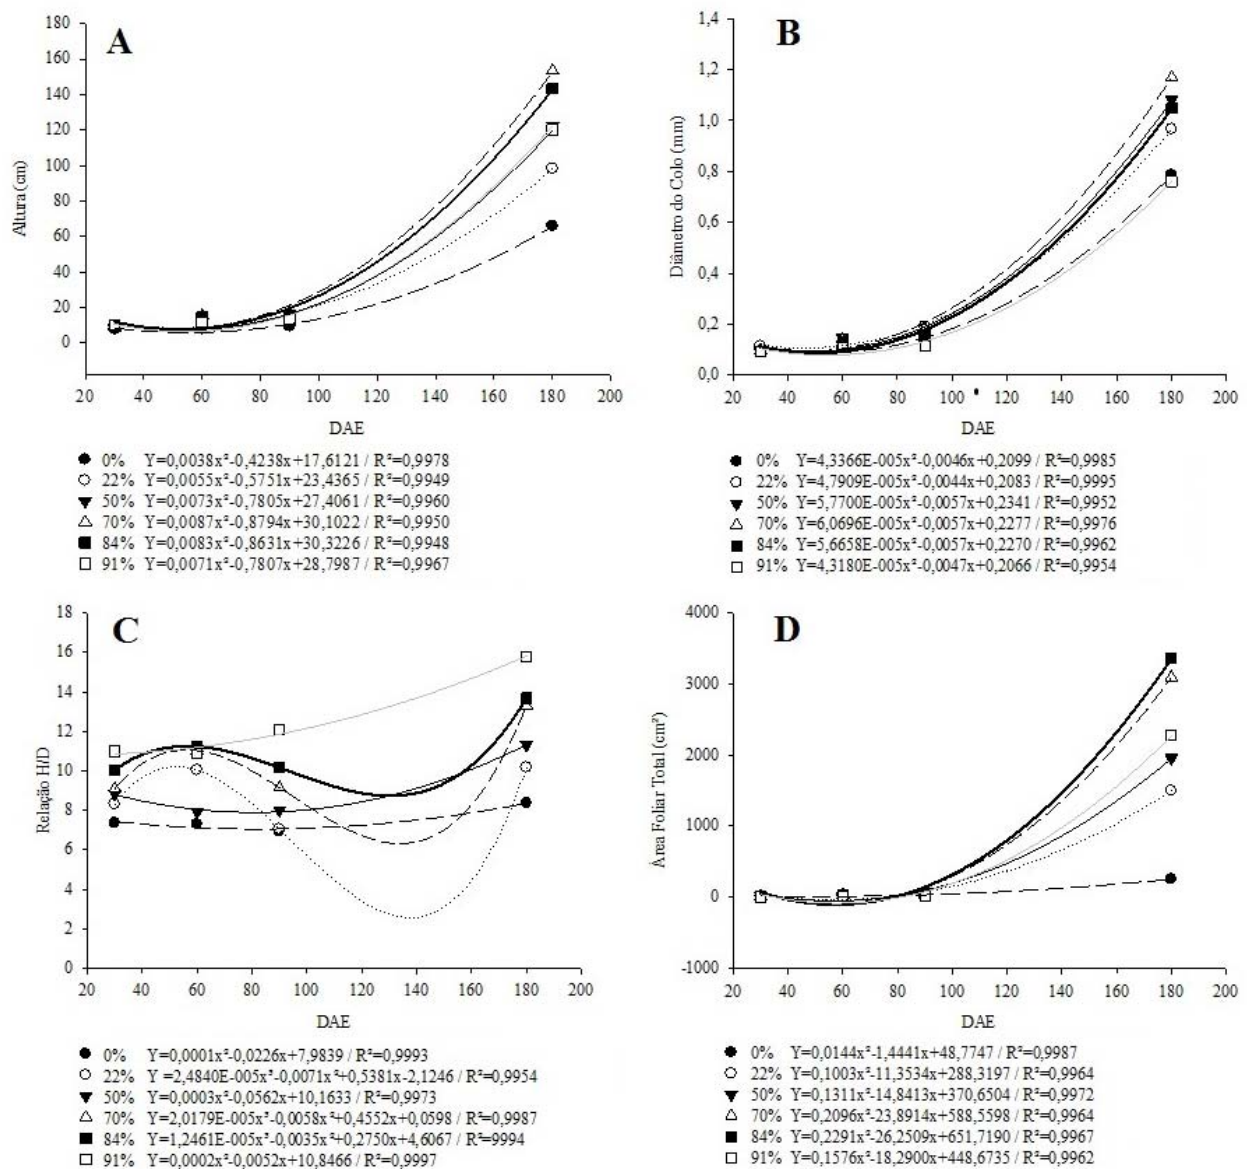 A
Altura (cm)
180
160
140
120
100
80
60
40
20
0
20 40 60 80 100 120 140 160 180 200
DAE
0% Y=0,0038x²-0,4238x+17,6121 / R²=0,9978
22% Y=0,0055x²-0,5751x+23,4365 / R²=0,9949
50% Y=0,0073x²-0,7805x+27,4061 / R²=0,9960
70% Y=0,0087x²-0,8794x+30,1022 / R²=0,9950
84% Y=0,0083x²-0,8631x+30,3226 / R²=0,9948
91% Y=0,0071x²-0,7807x+28,7987 / R²=0,9967
B
Diâmetro do Colo (mm)
1,4
1,2
1,0
0,8
0,6
0,4
0,2
0,0
20 40 60 80 100 120 140 160 180 200
DAE
0% Y=4,3366E-005x²-0,0046x+0,2099 / R²=0,9985
22% Y=4,7909E-005x²-0,0044x+0,2083 / R²=0,9995
50% Y=5,7700E-005x²-0,0057x+0,2341 / R²=0,9952
70% Y=6,0696E-005x²-0,0057x+0,2277 / R²=0,9976
84% Y=5,6658E-005x²-0,0057x+0,2270 / R²=0,9962
91% Y=4,3180E-005x²-0,0047x+0,2066 / R²=0,9954
C
Relação H/D
18
16
14
12
10
8
6
4
2
0
20 40 60 80 100 120 140 160 180 200
DAE
0% Y=0,0001x²-0,0226x+7,9839 / R²=0,9993
22% Y =2,4840E-005x³-0,0071x²+0,5381x-2,1246 / R²=0,9954
50% Y=0,0003x²-0,0562x+10,1633 / R²=0,9973
70% Y=2,0179E-005x³-0,0058x²+0,4552x+0,0598 / R²=0,9987
84% Y=1,2461E-005x³-0,0035x²+0,2750x+4,6067 / R²=9994
91% Y=0,0002x²-0,0052x+10,8466 / R²=0,9997
D
Área Foliar Total (cm²)
4000
3000
2000
1000
0
-1000
20 40 60 80 100 120 140 160 180 200
DAE
0% Y=0,0144x²-1,4441x+48,7747 / R²=0,9987
22% Y=0,1003x²-11,3534x+288,3197 / R²=0,9964
50% Y=0,1311x²-14,8413x+370,6504 / R²=0,9972
70% Y=0,2096x²-23,8914x+588,5598 / R²=0,9964
84% Y=0,2291x²-26,2509x+651,7190 / R²=0,9967
91% Y=0,1576x²-18,2900x+448,6735 / R²=0,9962